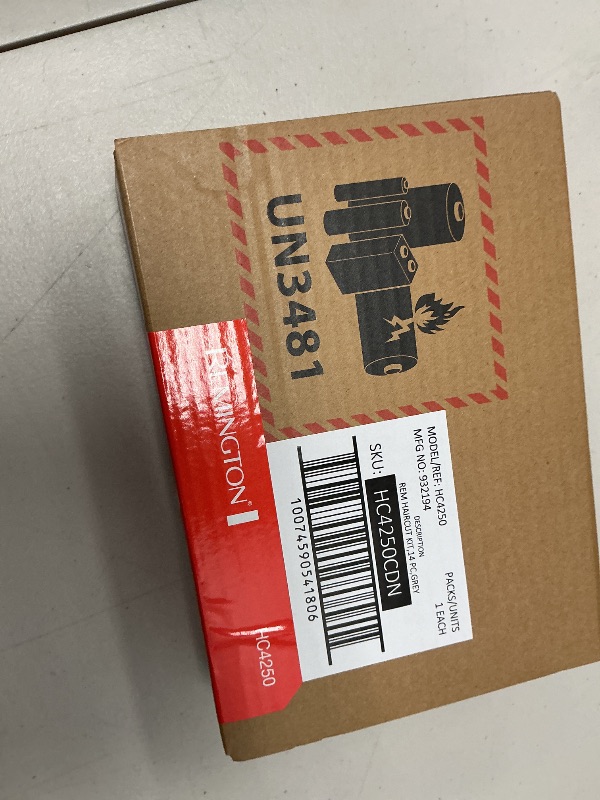 UN3481
REMINGTON®
HC4250
MODEL/REF: HC4250
MFG NO: 932194
PACKS/UNITS
1 EACH
DESCRIPTION
REM HAIRCUT KIT,14 PC,GREY
SKU: HC4250CDN
10074590541806